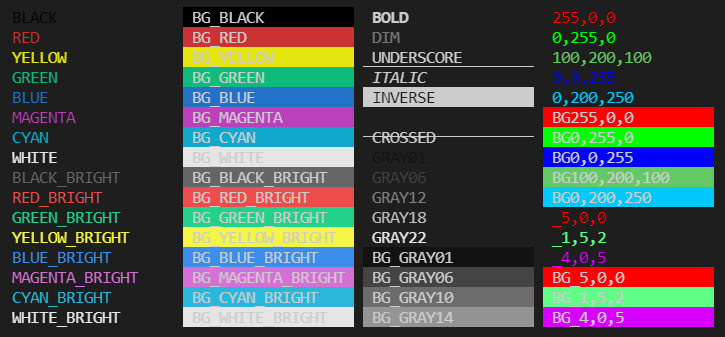 BLACK BG_BLACK BOLD 255,0,0
RED BG_RED DIM 0,255,0
YELLOW BG_YELLOW UNDERSCORE 100,200,100
GREEN BG_GREEN ITALIC 0,0,255
BLUE BG_BLUE INVERSE 0,200,250
MAGENTA BG_MAGENTA BG255,0,0
CYAN BG_CYAN CROSSED BG0,255,0
WHITE BG_WHITE GRAY01 BG0,0,255
BLACK_BRIGHT BG_BLACK_BRIGHT GRAY06 BG100,200,100
RED_BRIGHT BG_RED_BRIGHT GRAY12 BG0,200,250
GREEN_BRIGHT BG_GREEN_BRIGHT GRAY18 _5,0,0
YELLOW_BRIGHT BG_YELLOW_BRIGHT GRAY22 _1,5,2
BLUE_BRIGHT BG_BLUE_BRIGHT BG_GRAY01 _4,0,5
MAGENTA_BRIGHT BG_MAGENTA_BRIGHT BG_GRAY06 BG_5,0,0
CYAN_BRIGHT BG_CYAN_BRIGHT BG_GRAY10 BG_1,5,2
WHITE_BRIGHT BG_WHITE_BRIGHT BG_GRAY14 BG_4,0,5